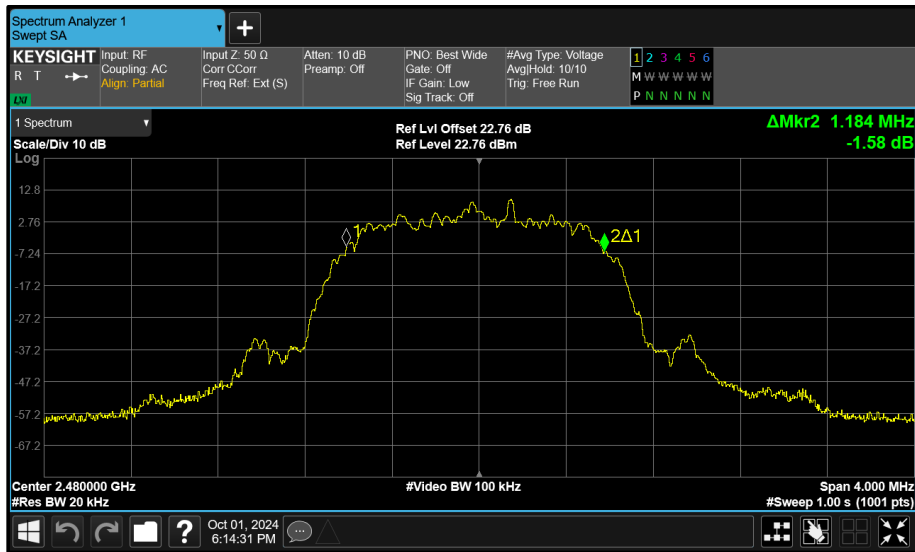 Spectrum Analyzer 1
Swept SA
+
KEYSIGHT
R T
LXI
Input: RF
Coupling: AC
Align: Partial
Input Z: 50 Ω
Corr CCorr
Freq Ref: Ext (S)
Atten: 10 dB
Preamp: Off
PNO: Best Wide
Gate: Off
IF Gain: Low
Sig Track: Off
#Avg Type: Voltage
Avg|Hold: 10/10
Trig: Free Run
1 2 3 4 5 6
M W W W W W
P N N N N N
1 Spectrum
Scale/Div 10 dB
Log
Ref Lvl Offset 22.76 dB
Ref Level 22.76 dBm
ΔMkr2 1.184 MHz
-1.58 dB
12.8
2.76
-7.24
-17.2
-27.2
-37.2
-47.2
-57.2
-67.2
1
2Δ1
Center 2.480000 GHz
#Res BW 20 kHz
#Video BW 100 kHz
Span 4.000 MHz
#Sweep 1.00 s (1001 pts)
?
Oct 01, 2024
6:14:31 PM